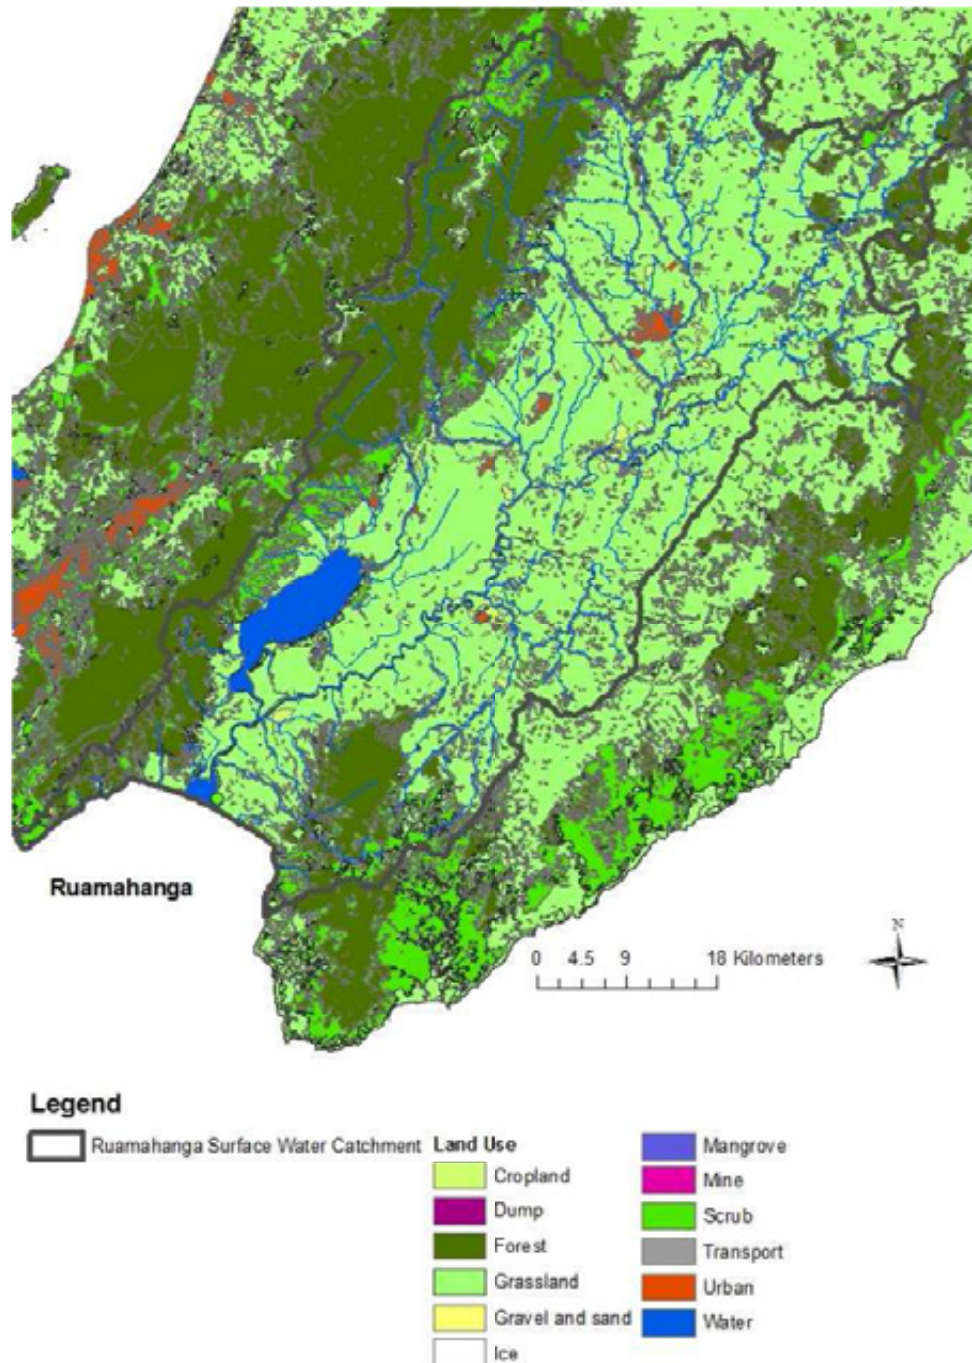 Ruamahanga
N
0 4.5 9 18 Kilometers
Legend
Ruamahanga Surface Water Catchment
Land Use
Cropland
Dump
Forest
Grassland
Gravel and sand
Ice
Mangrove
Mine
Scrub
Transport
Urban
Water